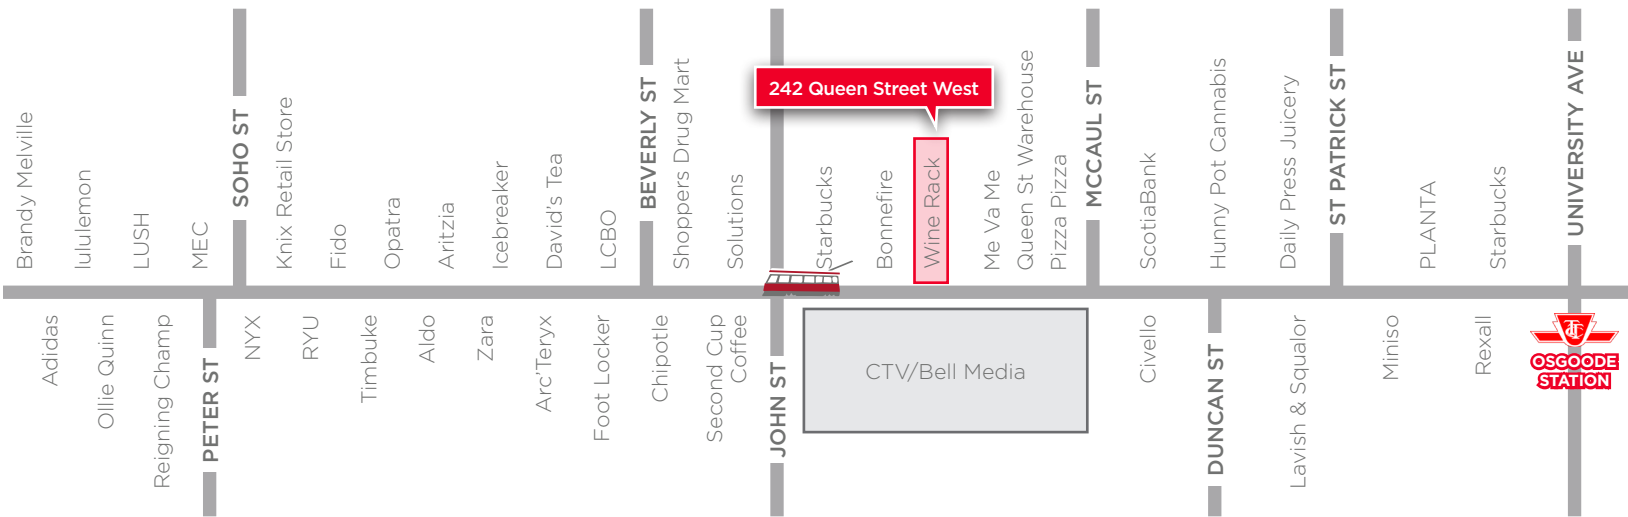 Brandy Melville
lululemon
LUSH
MEC
SOHO ST
Knix Retail Store
Fido
Opatra
Aritzia
Icebreaker
David's Tea
LCBO
BEVERLY ST
Shoppers Drug Mart
Solutions
242 Queen Street West
Starbucks
Bonnefire
Wine Rack
Me Va Me
Queen St Warehouse
Pizza Pizza
MCCAUL ST
ScotiaBank
Hunny Pot Cannabis
Daily Press Juicery
ST PATRICK ST
PLANTA
Starbucks
UNIVERSITY AVE
Adidas
Ollie Quinn
Reigning Champ
PETER ST
NYX
RYU
Timbuke
Aldo
Zara
Arc'Teryx
Foot Locker
Chipotle
Second Cup
Coffee
JOHN ST
CTV/Bell Media
Civello
DUNCAN ST
Lavish & Squalor
Miniso
Rexall
TTC
OSGOODE
STATION